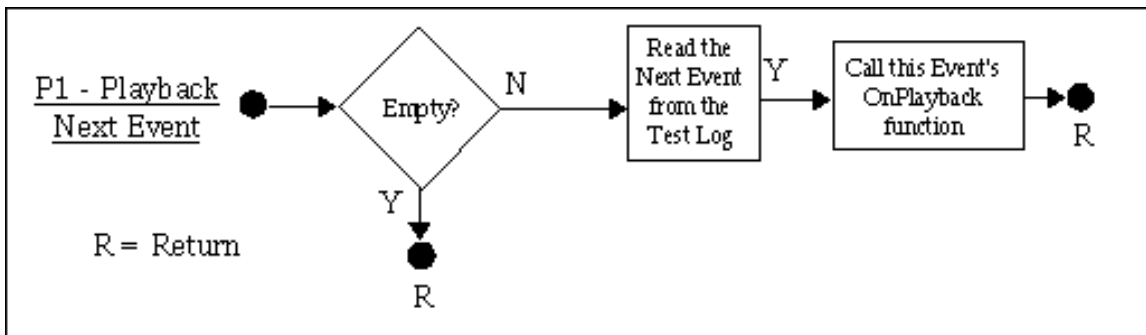 P1 - Playback
Next Event
Empty?
N
Read the
Next Event
from the
Test Log
Y
Call this Event's
OnPlayback
function
R
Y
R
R = Return